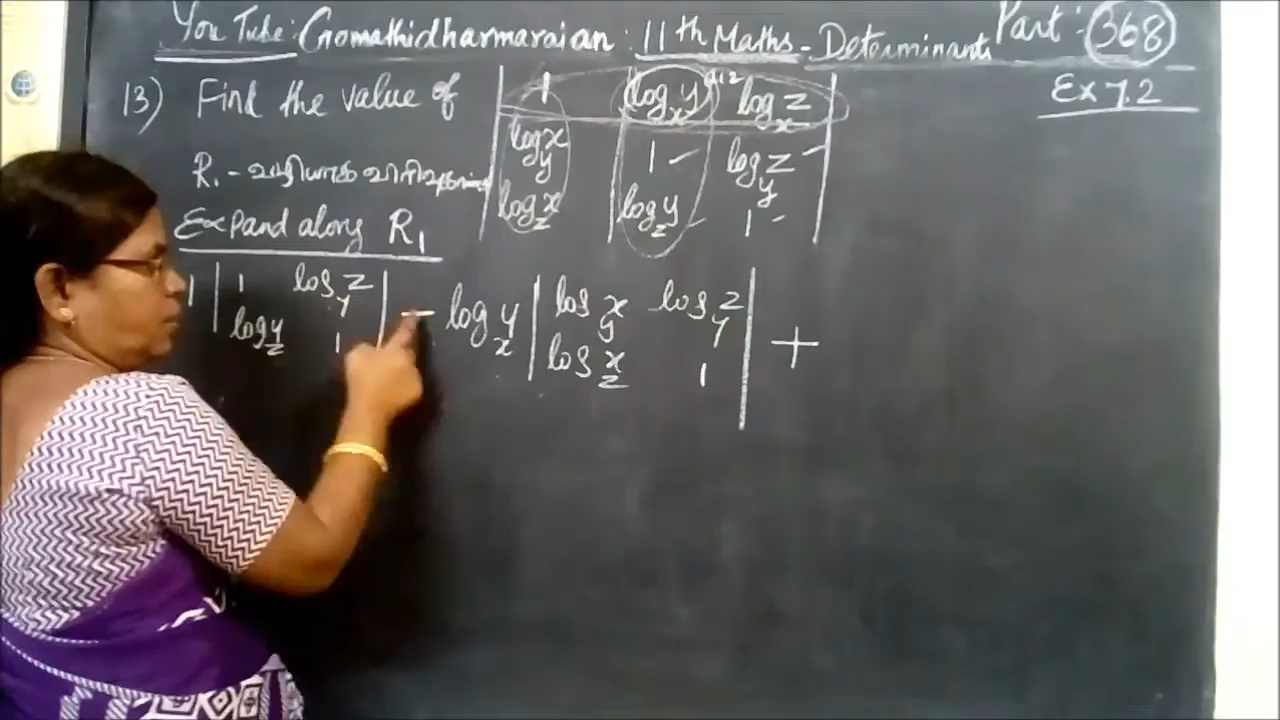 You Tube: Gomathidharmarajan : 11th Maths - Determinants Part: 368
Ex 7.2
13) Find the value of | 1 log_x y log_x z |
| log_y x 1 log_y z |
| log_z x log_z y 1 |
R₁ -
Expand along R₁
1 | 1 log_y z | - log_x y | log_y x log_y z | +
| log_z y 1 | | log_z x 1 |